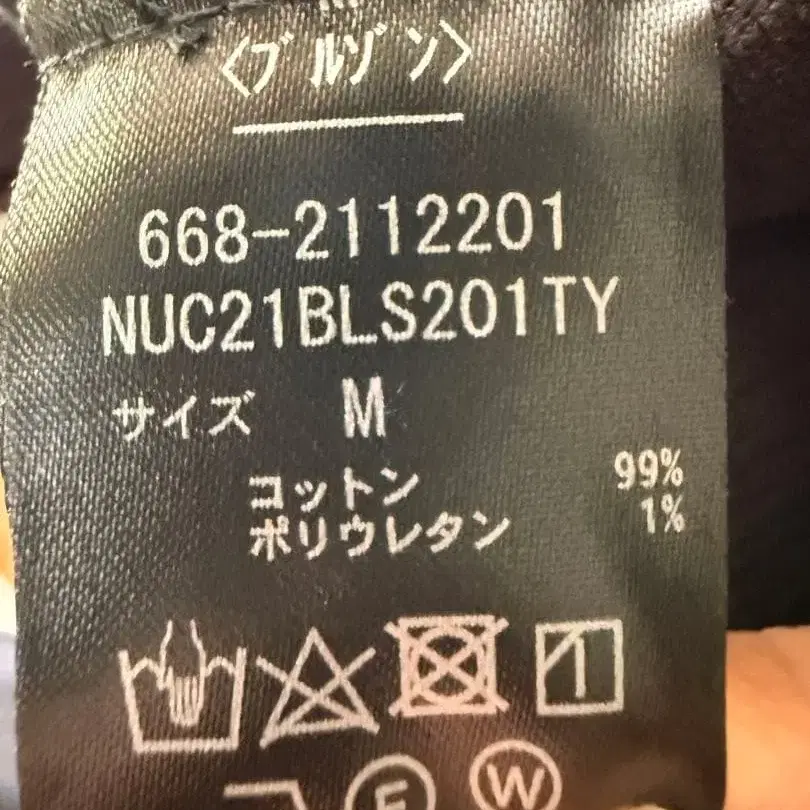 〈ブルゾン〉
668-2112201
NUC21BLS201TY
サイズ M
コットン 99%
ポリウレタン 1%
F W